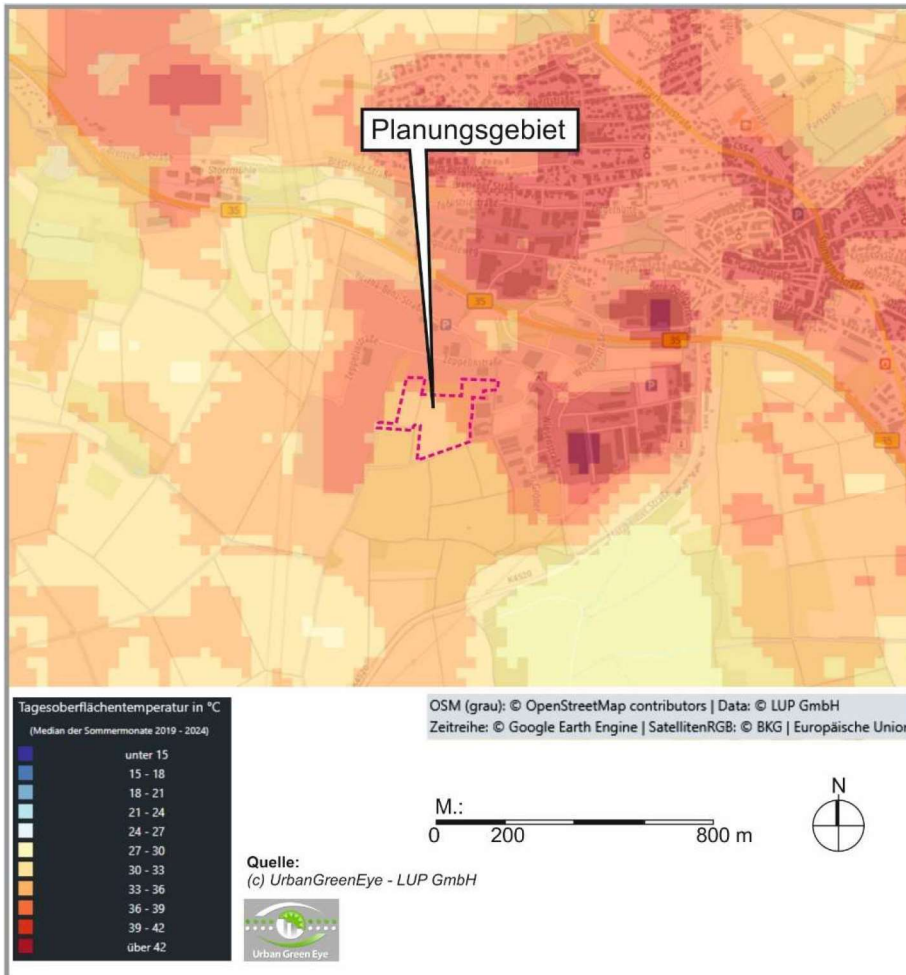 Planungsgebiet
35
35
35
35
P
P
P
Stormühle
Zeppelinstraße
K4520
Tagesoberflächentemperatur in °C
(Median der Sommermonate 2019 - 2024)
unter 15
15 - 18
18 - 21
21 - 24
24 - 27
27 - 30
30 - 33
33 - 36
36 - 39
39 - 42
über 42
OSM (grau): © OpenStreetMap contributors | Data: © LUP GmbH
Zeitreihe: © Google Earth Engine | SatellitenRGB: © BKG | Europäische Union
M.:
0 200 800 m
N
Quelle:
(c) UrbanGreenEye - LUP GmbH
Urban Green Eye